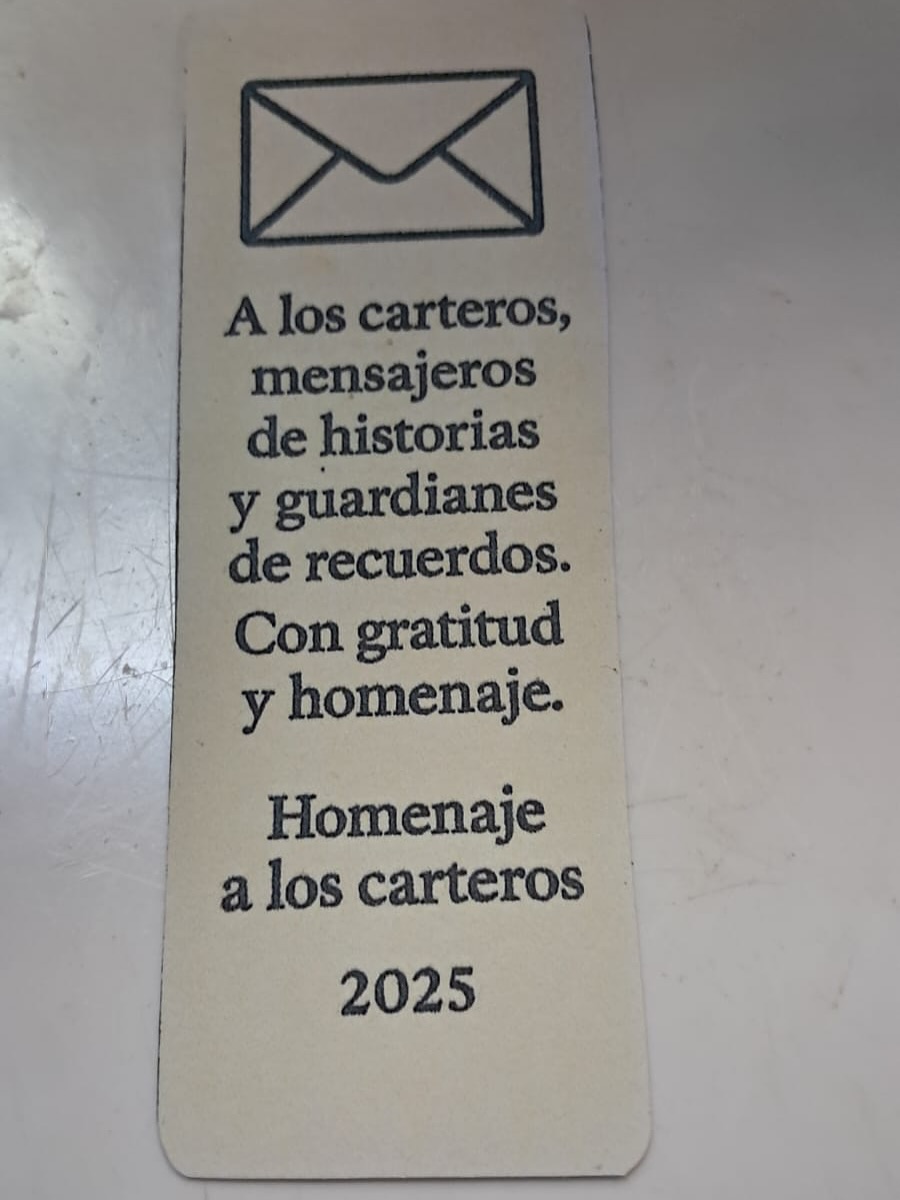 A los carteros,
mensajeros
de historias
y guardianes
de recuerdos.
Con gratitud
y homenaje.
Homenaje
a los carteros
2025